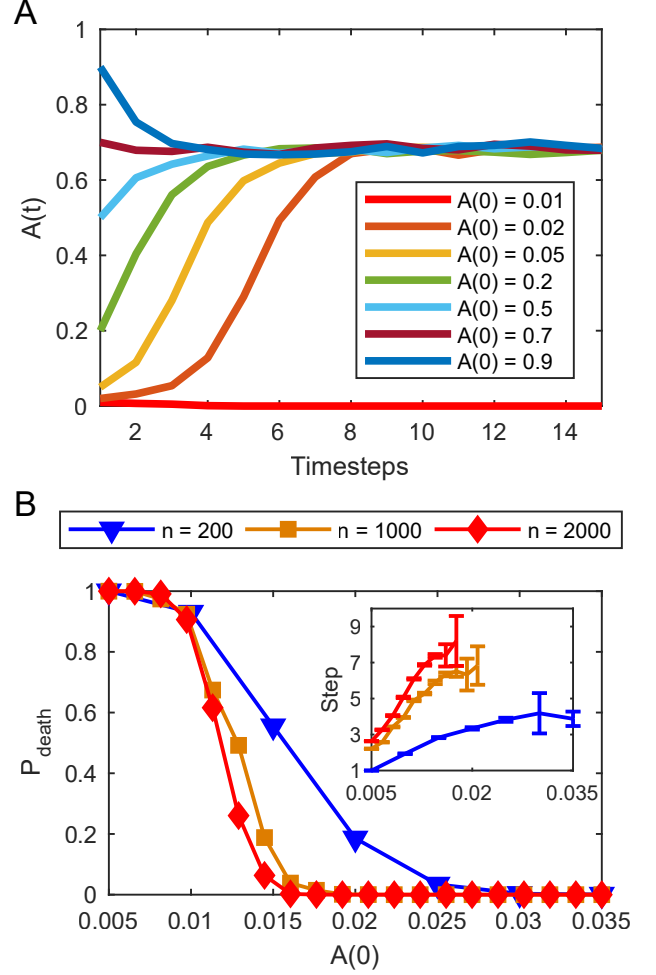 A
1
0.8
0.6
0.4
0.2
0
A(t)
A(0) = 0.01
A(0) = 0.02
A(0) = 0.05
A(0) = 0.2
A(0) = 0.5
A(0) = 0.7
A(0) = 0.9
2 4 6 8 10 12 14
Timesteps
B
n = 200 n = 1000 n = 2000
1
0.8
0.6
0.4
0.2
0
P_death
9
7
5
3
1
Step
0.005 0.02 0.035
0.005 0.01 0.015 0.02 0.025 0.03 0.035
A(0)